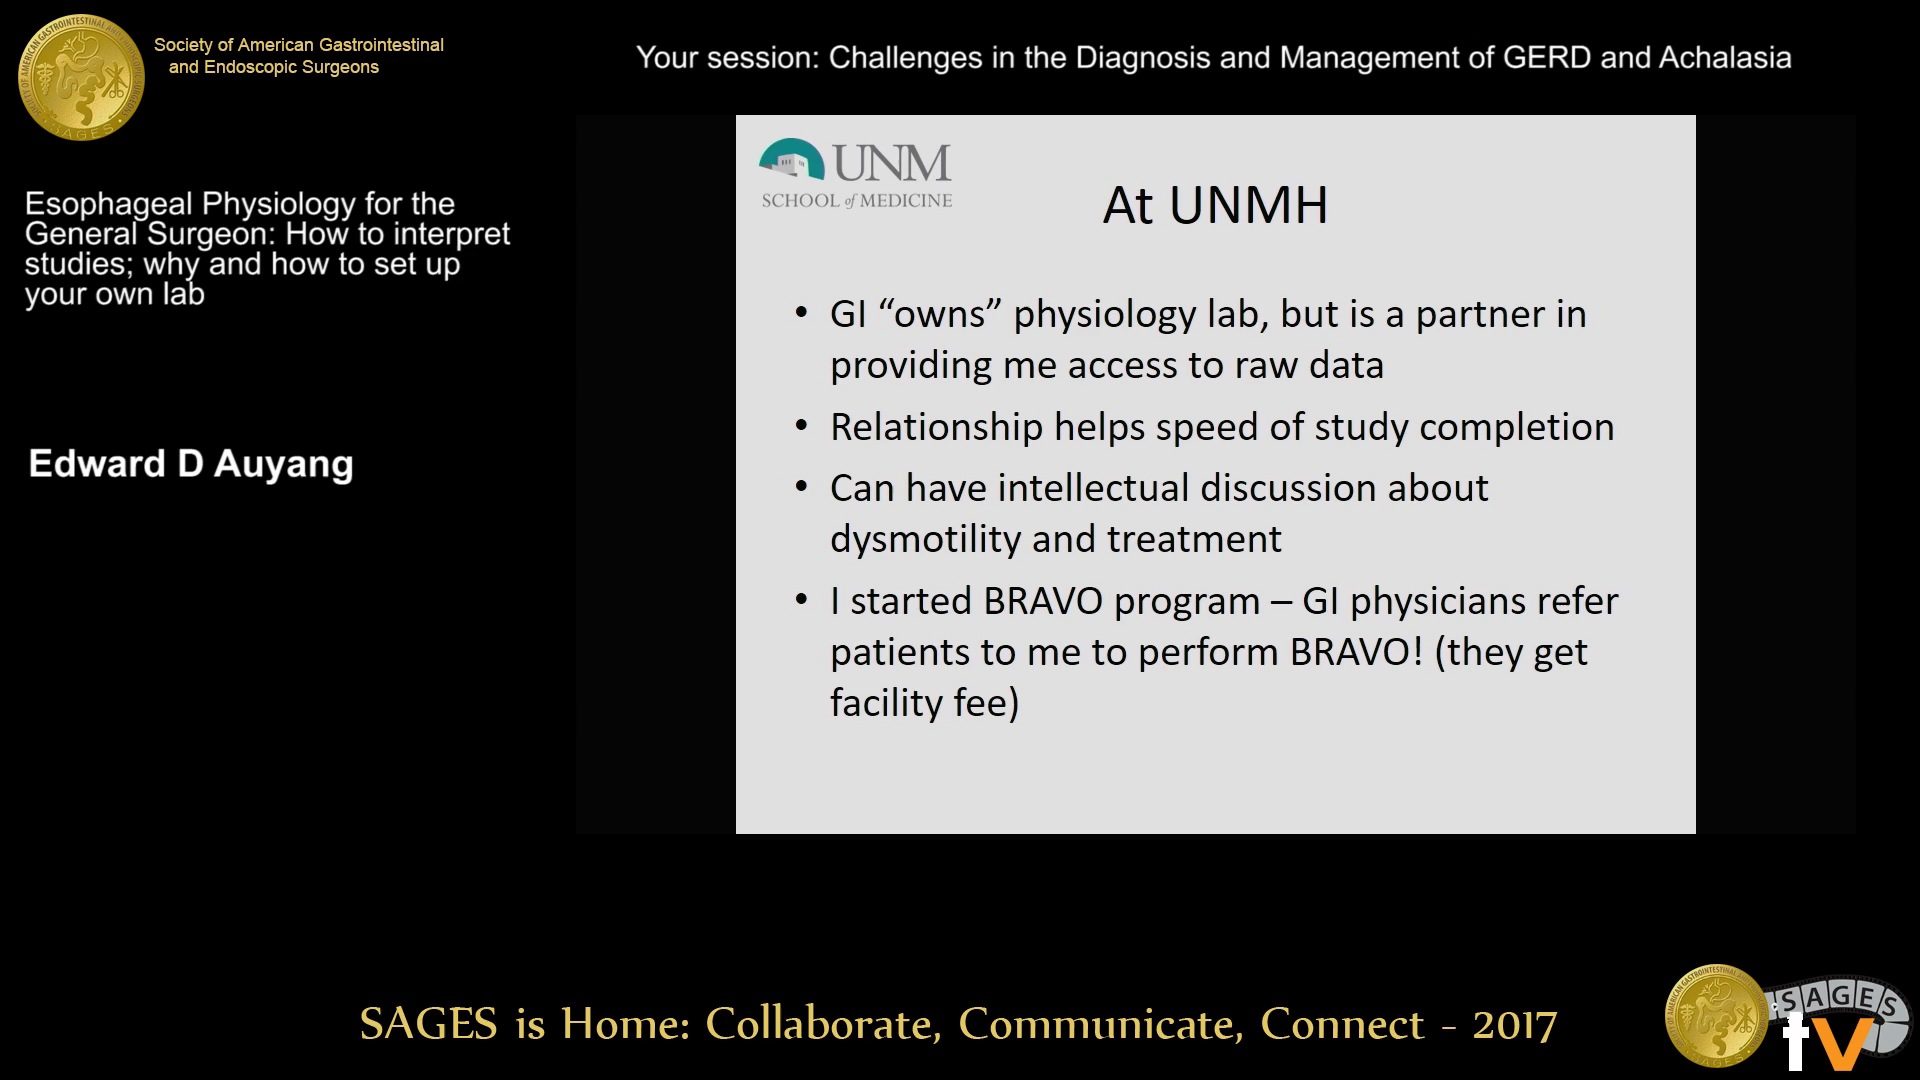 Society of American Gastrointestinal
and Endoscopic Surgeons
Your session: Challenges in the Diagnosis and Management of GERD and Achalasia
Esophageal Physiology for the
General Surgeon: How to interpret
studies; why and how to set up
your own lab
Edward D Auyang
UNM
SCHOOL of MEDICINE
At UNMH
• GI “owns” physiology lab, but is a partner in
providing me access to raw data
• Relationship helps speed of study completion
• Can have intellectual discussion about
dysmotility and treatment
• I started BRAVO program – GI physicians refer
patients to me to perform BRAVO! (they get
facility fee)
SAGES is Home: Collaborate, Communicate, Connect - 2017
SAGES
tv